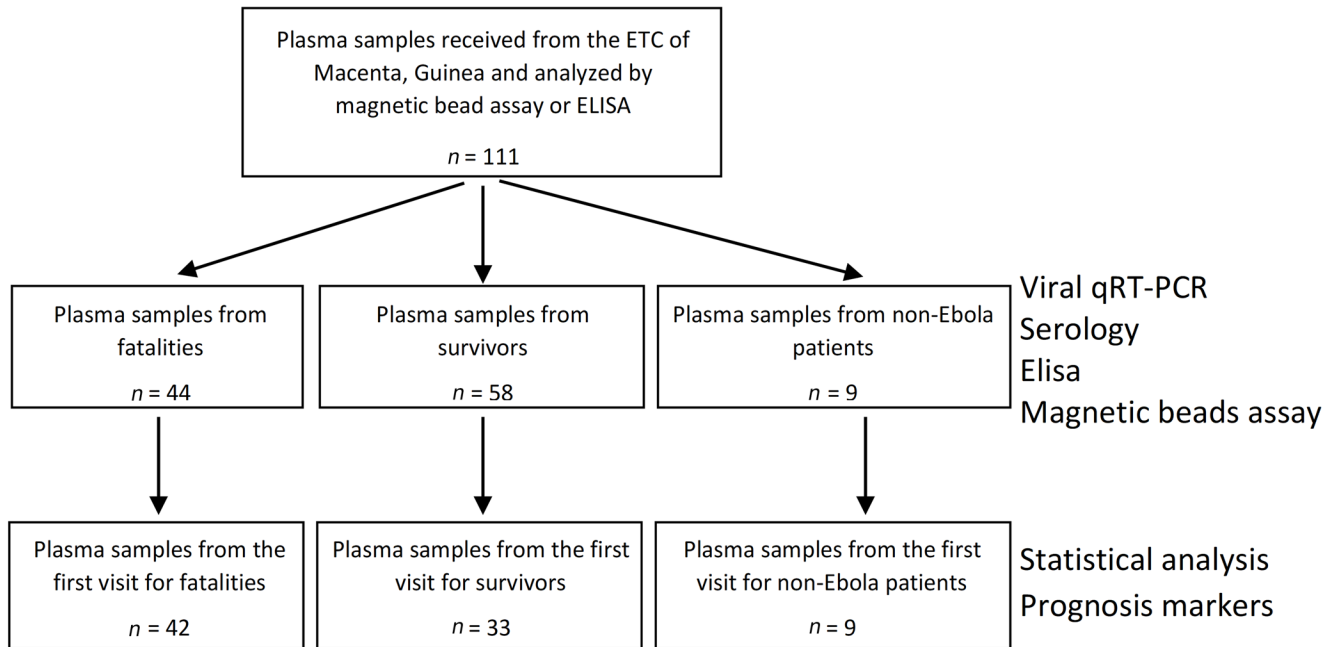 Plasma samples received from the ETC of
Macenta, Guinea and analyzed by
magnetic bead assay or ELISA
n = 111
Plasma samples from
fatalities
n = 44
Plasma samples from
survivors
n = 58
Plasma samples from non-Ebola
patients
n = 9
Viral qRT-PCR
Serology
Elisa
Magnetic beads assay
Plasma samples from the
first visit for fatalities
n = 42
Plasma samples from the first
visit for survivors
n = 33
Plasma samples from the first
visit for non-Ebola patients
n = 9
Statistical analysis
Prognosis markers